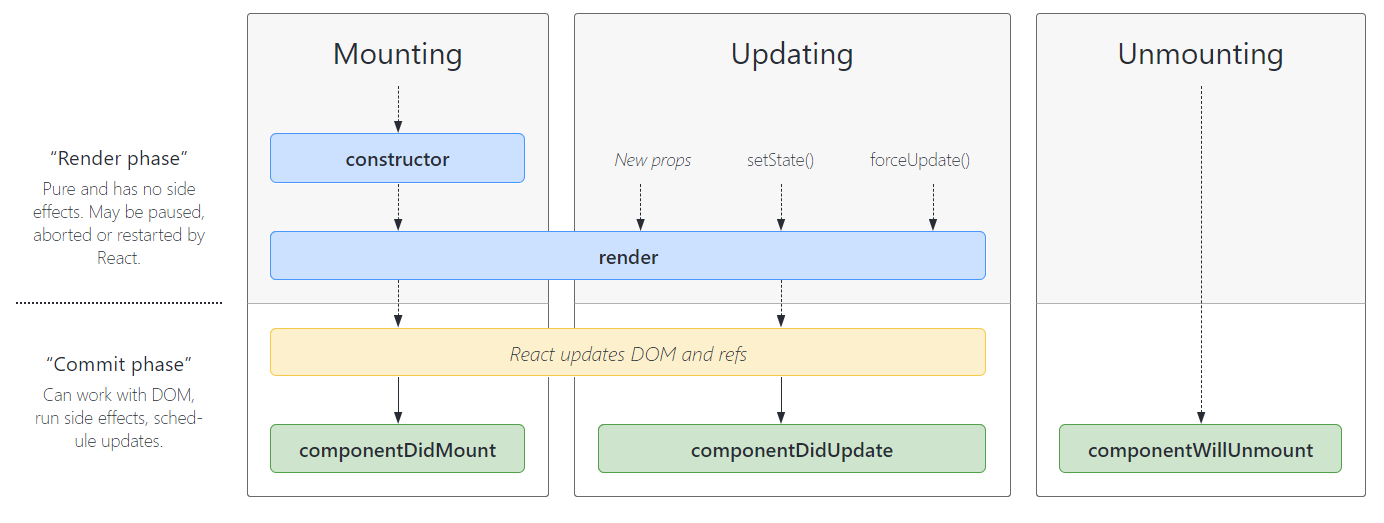 Mounting
Updating
Unmounting
“Render phase”
Pure and has no side
effects. May be paused,
aborted or restarted by
React.
constructor
New props
setState()
forceUpdate()
render
“Commit phase”
Can work with DOM,
run side effects, sched-
ule updates.
React updates DOM and refs
componentDidMount
componentDidUpdate
componentWillUnmount